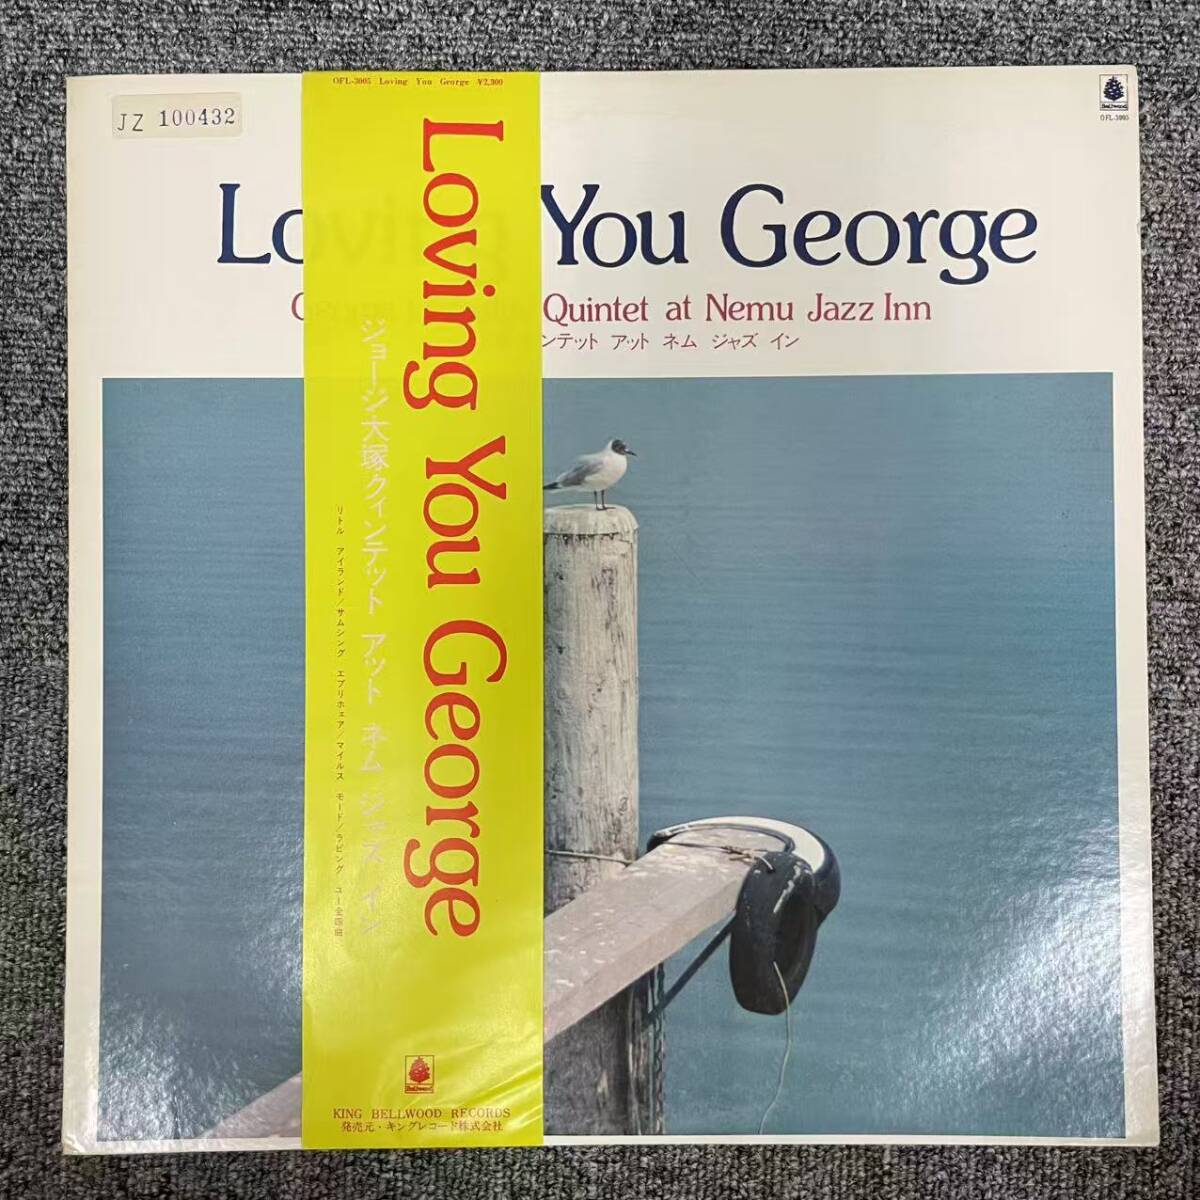 JZ 100432
OFL-3005 Loving You George ¥2,300
Bellwood
OFL-3005
Loving You George
Quintet at Nemu Jazz Inn
ンテット アット ネム ジャズ イン
Loving You George
ジョージ・大塚・クィンテット アット ネム ジャズ イン
リトル アイランド/サムシング エブリホェア/マイルス モード/ラビング ユー全四曲
Bellwood
KING BELLWOOD RECORDS
発売元・キングレコード株式会社